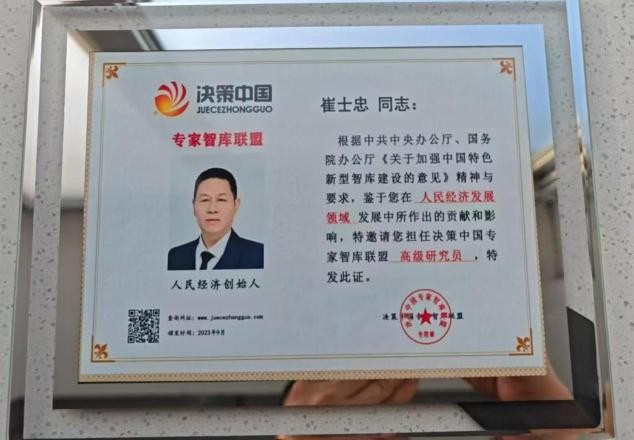 决策中国
JUECEZHONGGUO
专家智库联盟
人民经济创始人
查询网站：www.juecezhongguo.com
颁发时间：2023年9月
崔士忠 同志：
根据中共中央办公厅、国务
院办公厅《关于加强中国特色
新型智库建设的意见》精神与
要求，鉴于您在 人民经济发展
领域 发展中所作出的贡献和影
响，特邀请您担任决策中国专
家智库联盟 高级研究员 ，特
发此证。
专用章